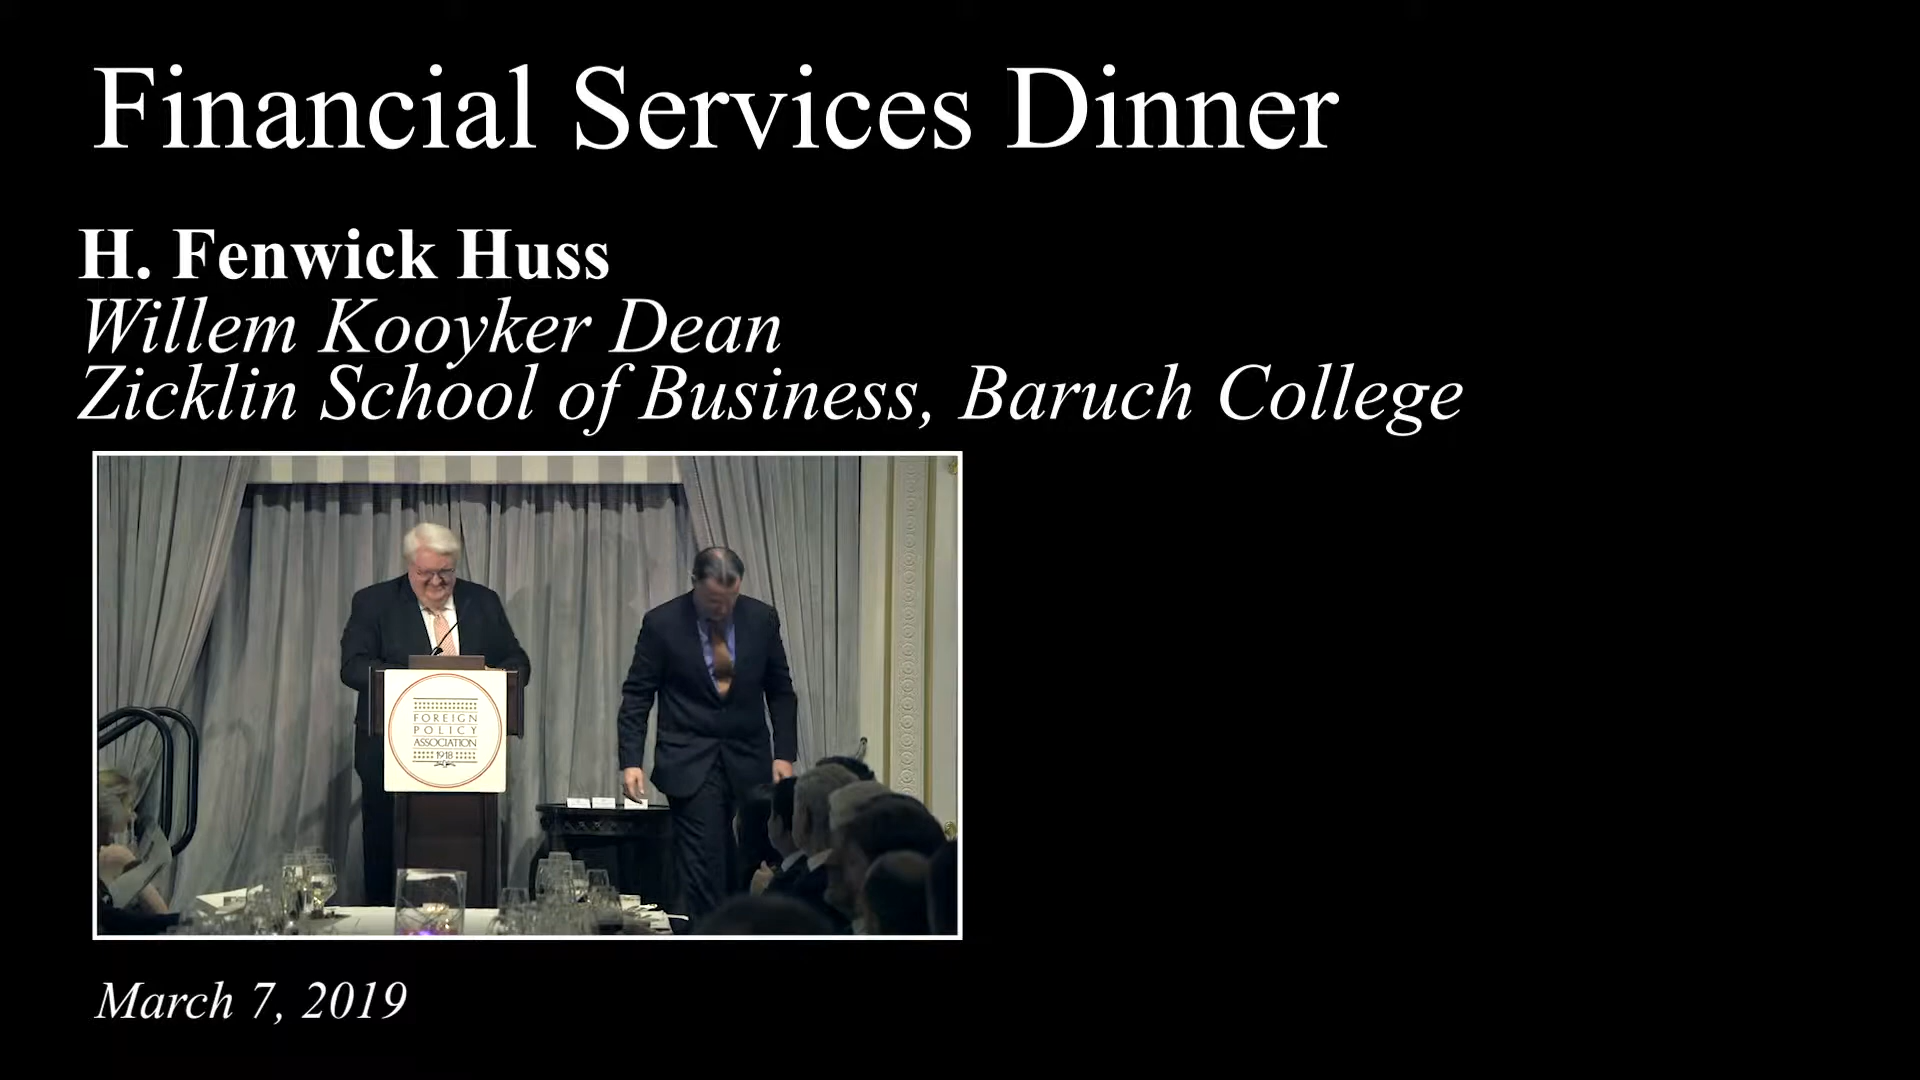 Financial Services Dinner
H. Fenwick Huss
Willem Kooyker Dean
Zicklin School of Business, Baruch College
FOREIGN
POLICY
ASSOCIATION
1918
March 7, 2019